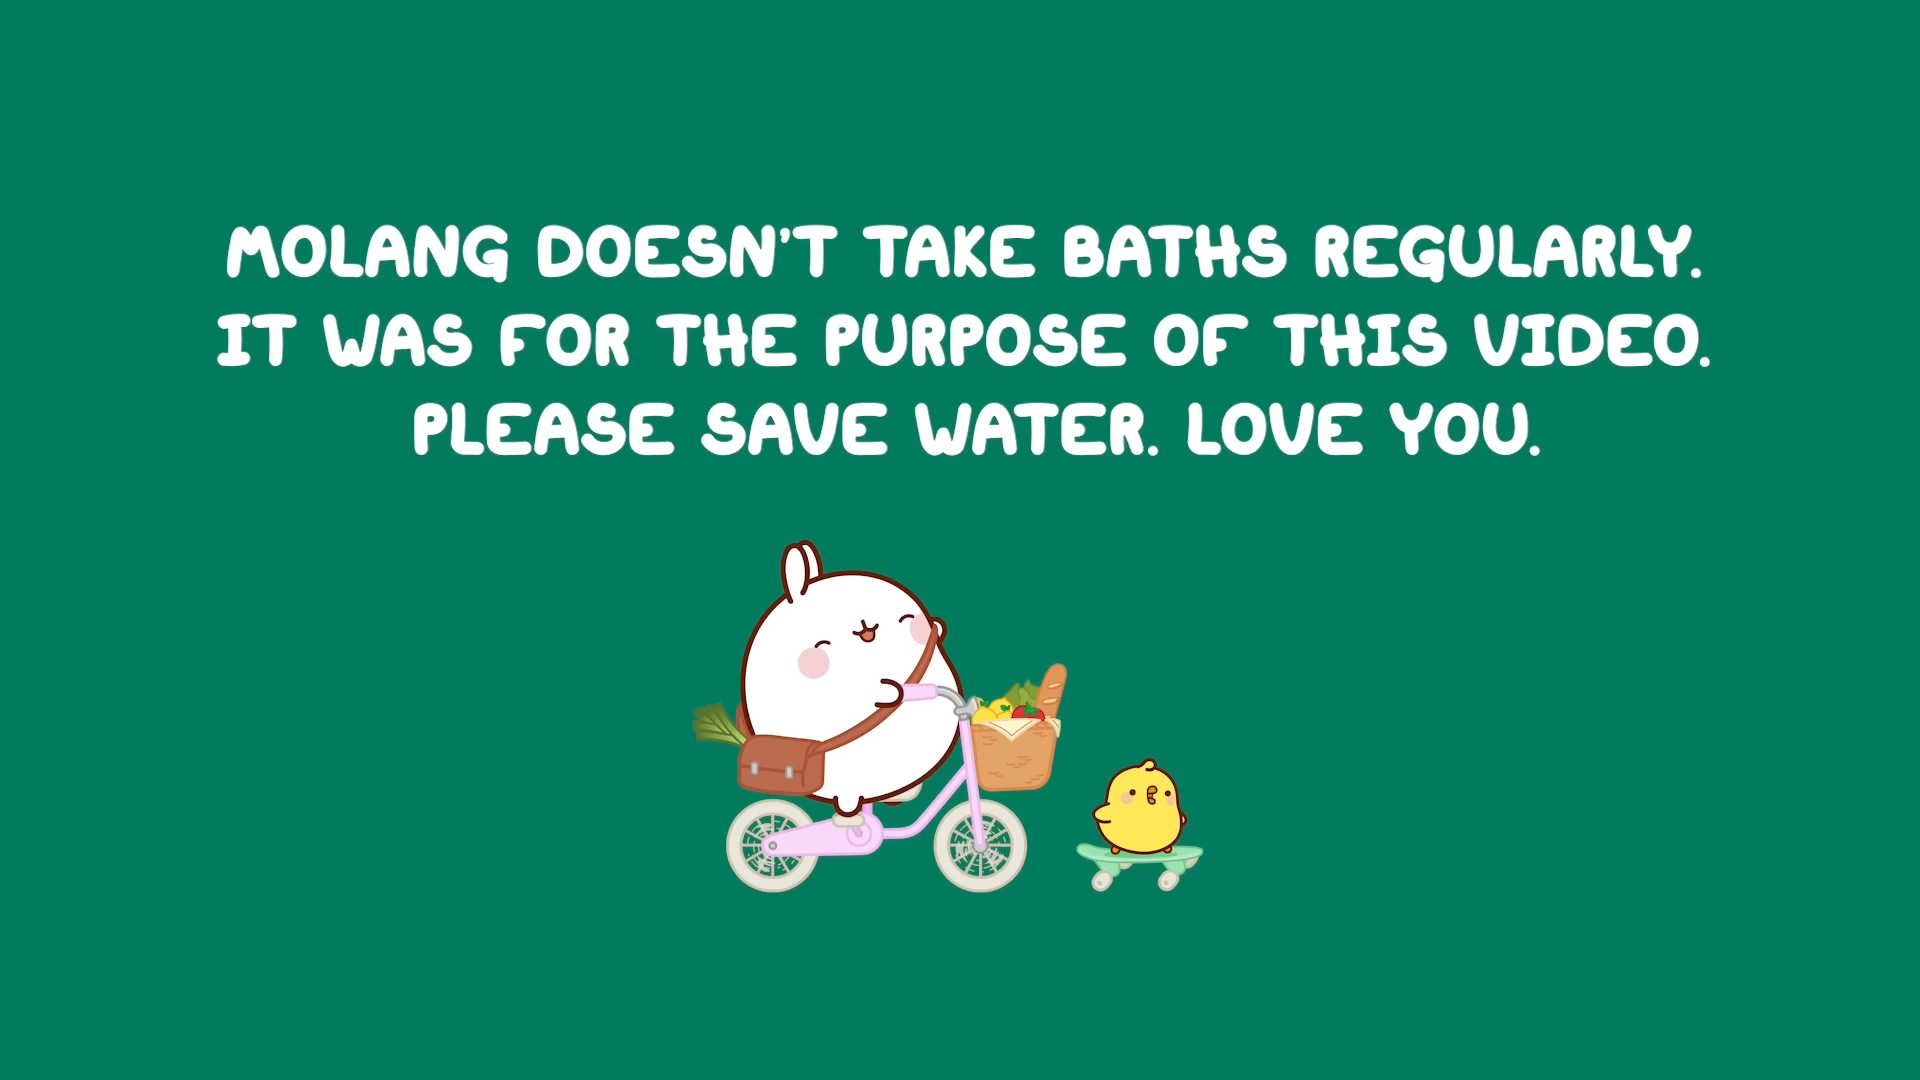 MOLANG DOESN'T TAKE BATHS REGULARLY.
IT WAS FOR THE PURPOSE OF THIS VIDEO.
PLEASE SAVE WATER. LOVE YOU.